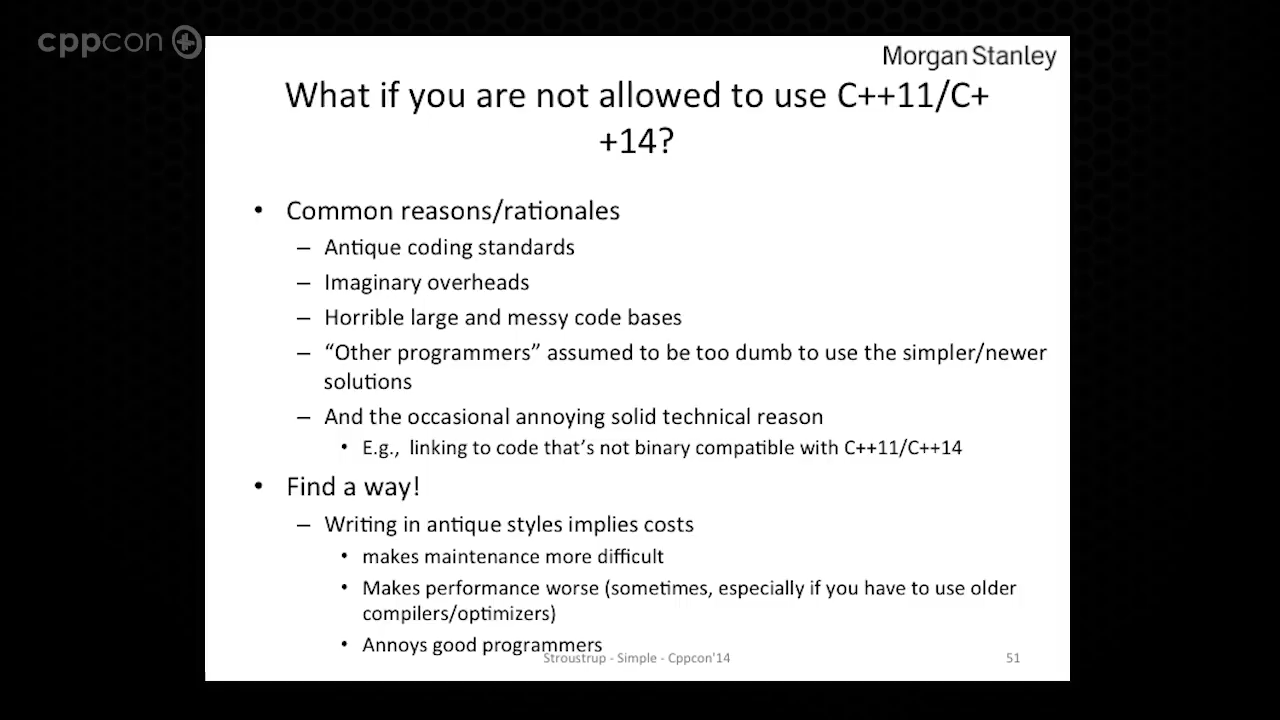 cppcon
Morgan Stanley
What if you are not allowed to use C++11/C+
+14?
• Common reasons/rationales
– Antique coding standards
– Imaginary overheads
– Horrible large and messy code bases
– “Other programmers” assumed to be too dumb to use the simpler/newer
solutions
– And the occasional annoying solid technical reason
• E.g., linking to code that’s not binary compatible with C++11/C++14
• Find a way!
– Writing in antique styles implies costs
• makes maintenance more difficult
• Makes performance worse (sometimes, especially if you have to use older
compilers/optimizers)
• Annoys good programmers
Stroustrup - Simple - Cppcon'14
51